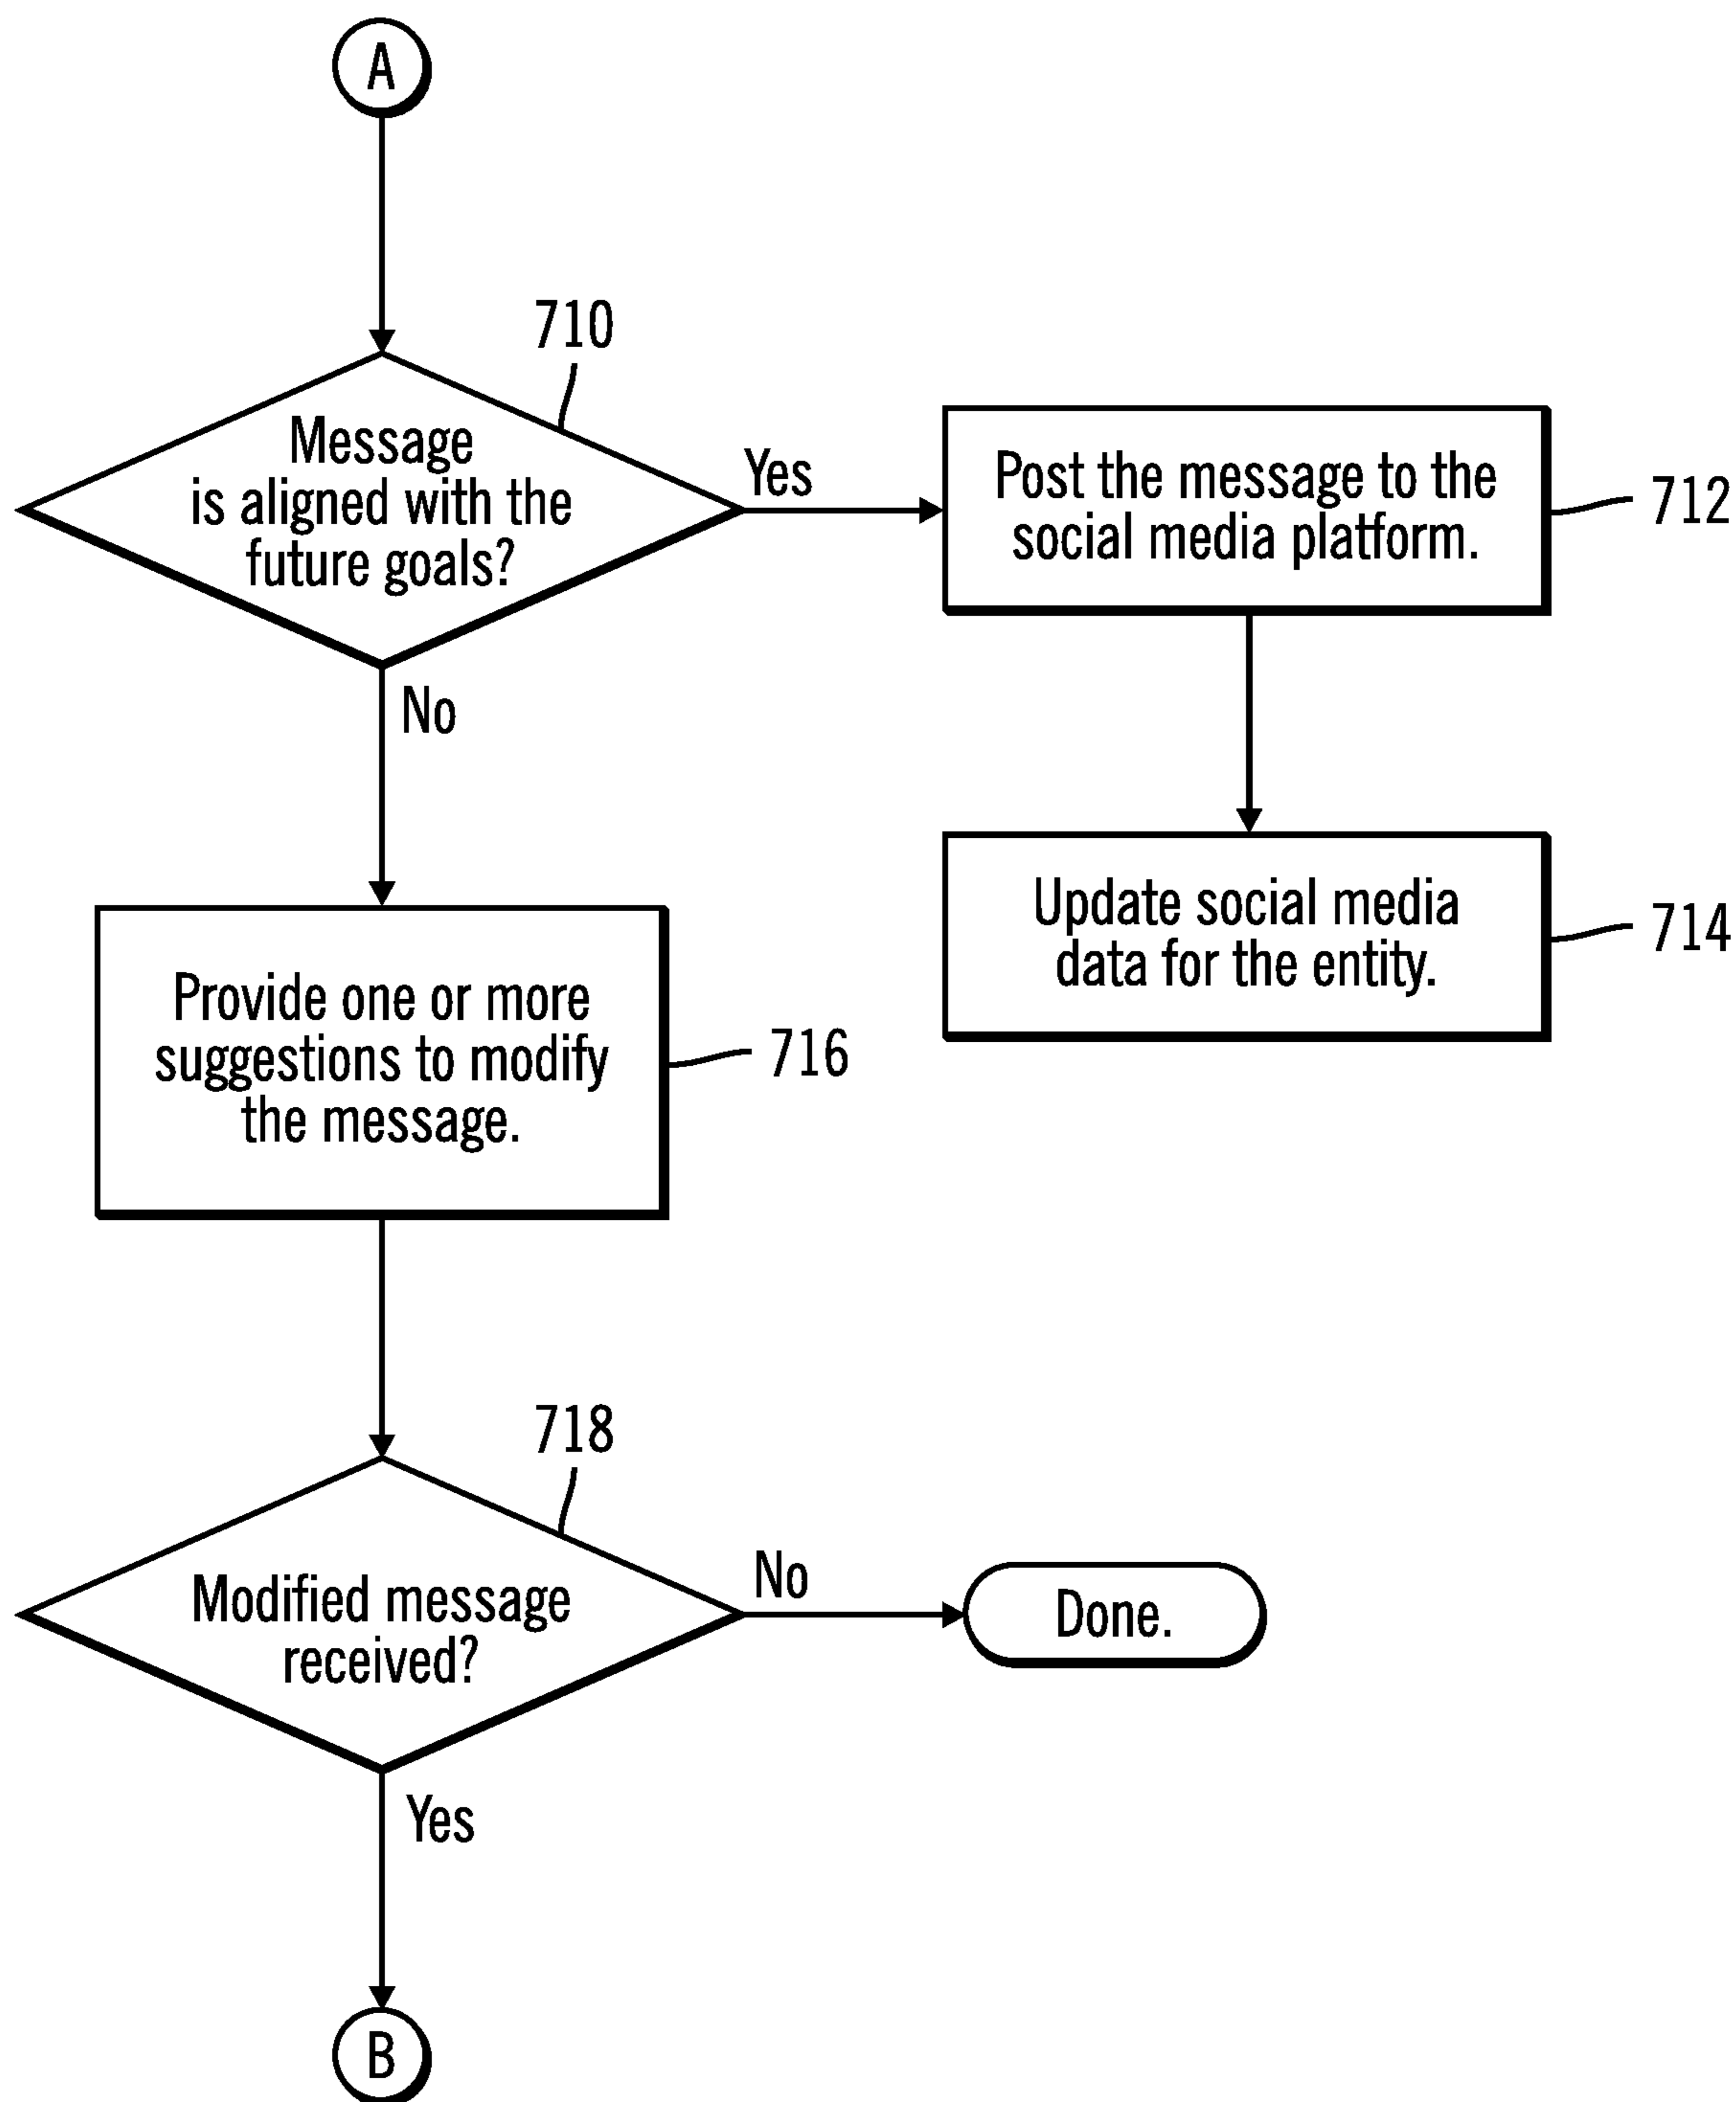 A
710
Message
is aligned with the
future goals?
Yes
Post the message to the
social media platform.
712
No
Update social media
data for the entity.
714
Provide one or more
suggestions to modify
the message.
716
718
Modified message
received?
No
Done.
Yes
B